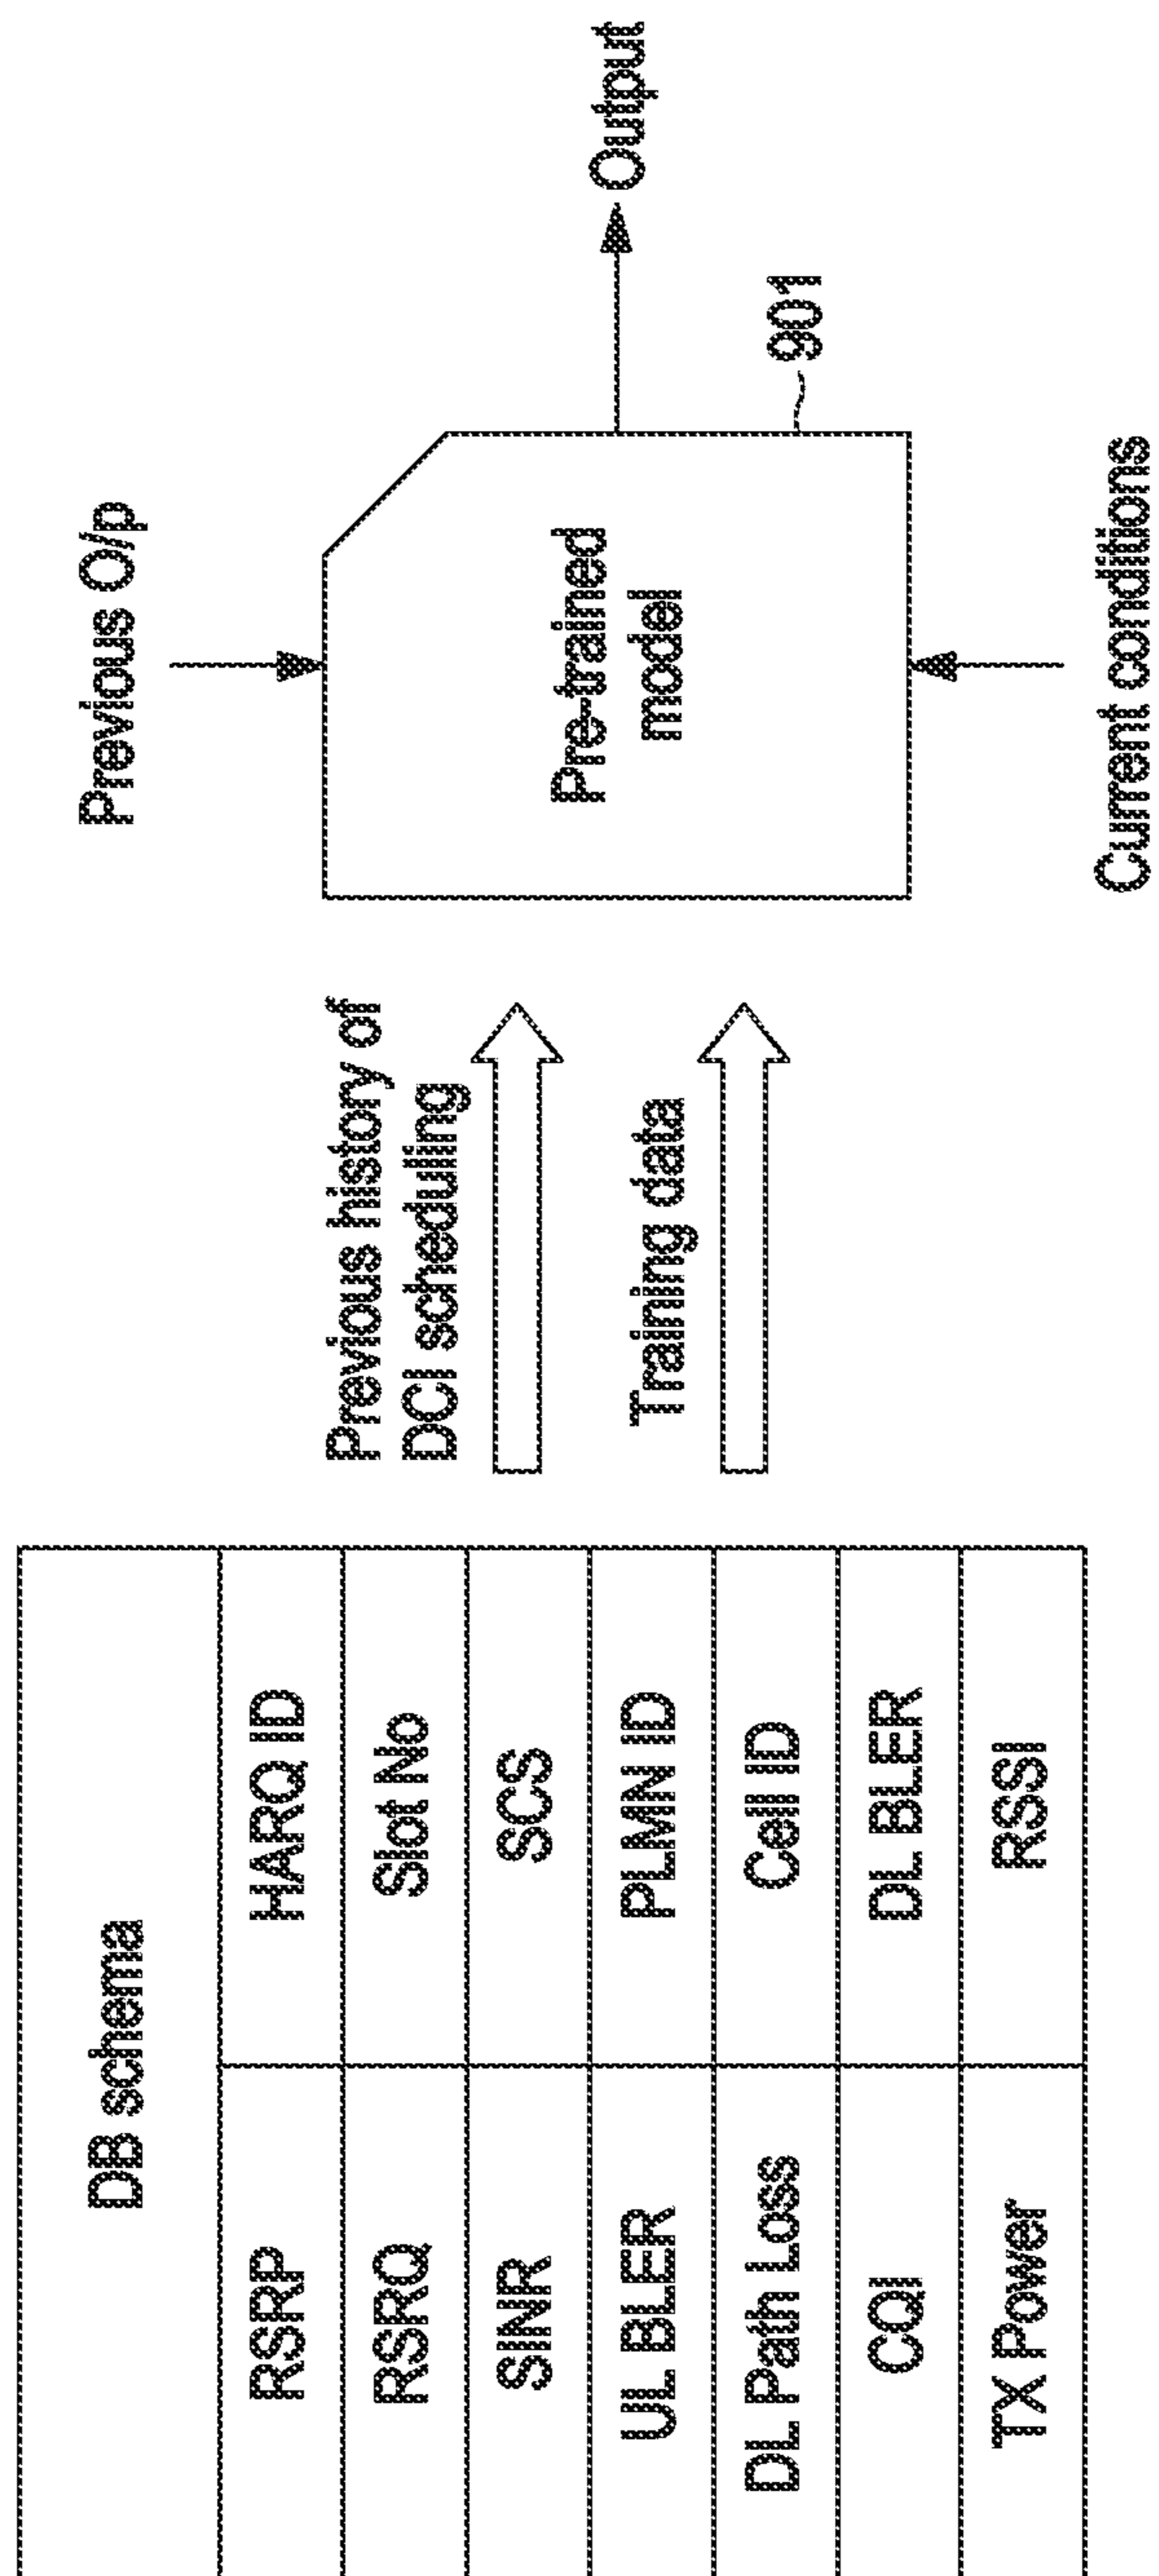 DB schema
RSRP
HARQ ID
RSRQ
Slot No
SINR
SCS
UL BLER
PLMN ID
DL Path Loss
Cell ID
CQI
DL BLER
TX Power
RSSI
Previous history of
DCI scheduling
Training data
Previous O/p
Pre-trained
model
Current conditions
901
Output